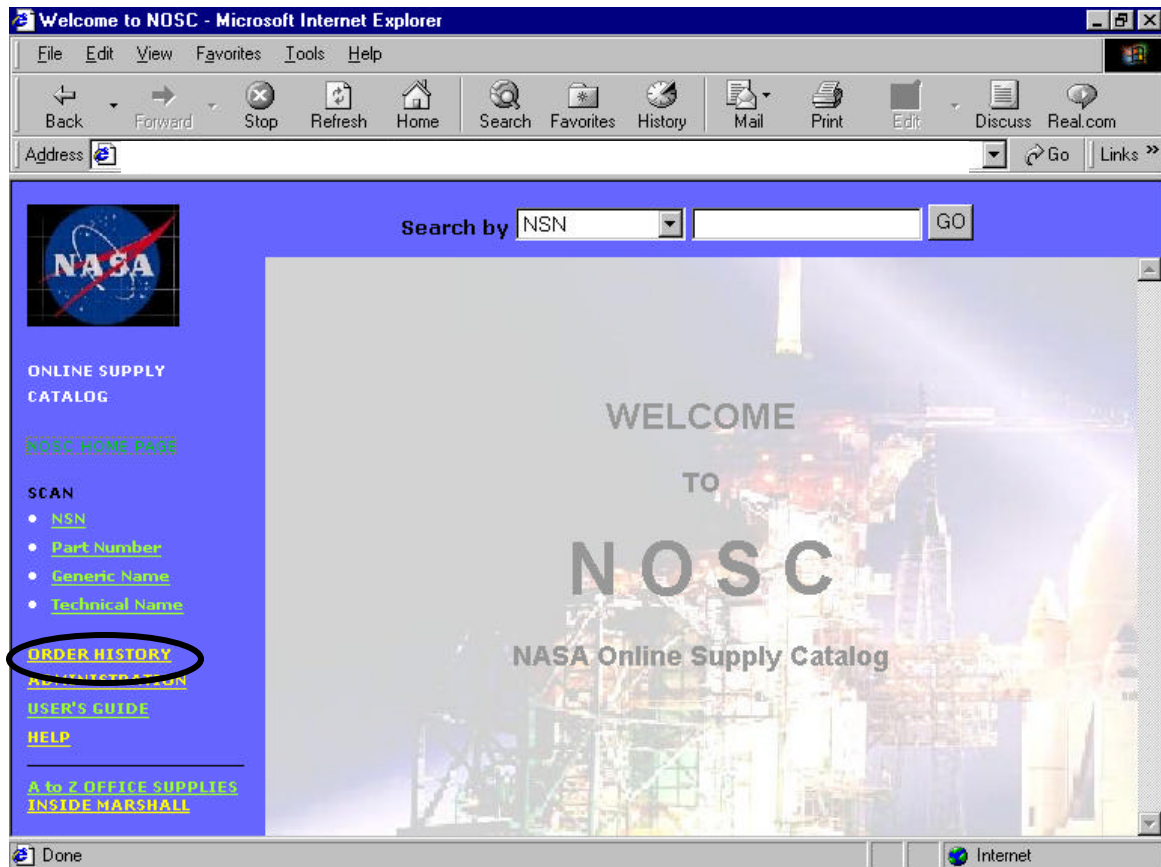 Welcome to NOSC - Microsoft Internet Explorer
File Edit View Favorites Tools Help
Back Forward Stop Refresh Home Search Favorites History Mail Print Edit Discuss Real.com
Address Go Links »
NASA
Search by NSN GO
ONLINE SUPPLY
CATALOG
NOSC HOME PAGE
SCAN
• NSN
• Part Number
• Generic Name
• Technical Name
ORDER HISTORY
ADMINISTRATION
USER'S GUIDE
HELP
A to Z OFFICE SUPPLIES
INSIDE MARSHALL
WELCOME
TO
NOSC
NASA Online Supply Catalog
Done Internet